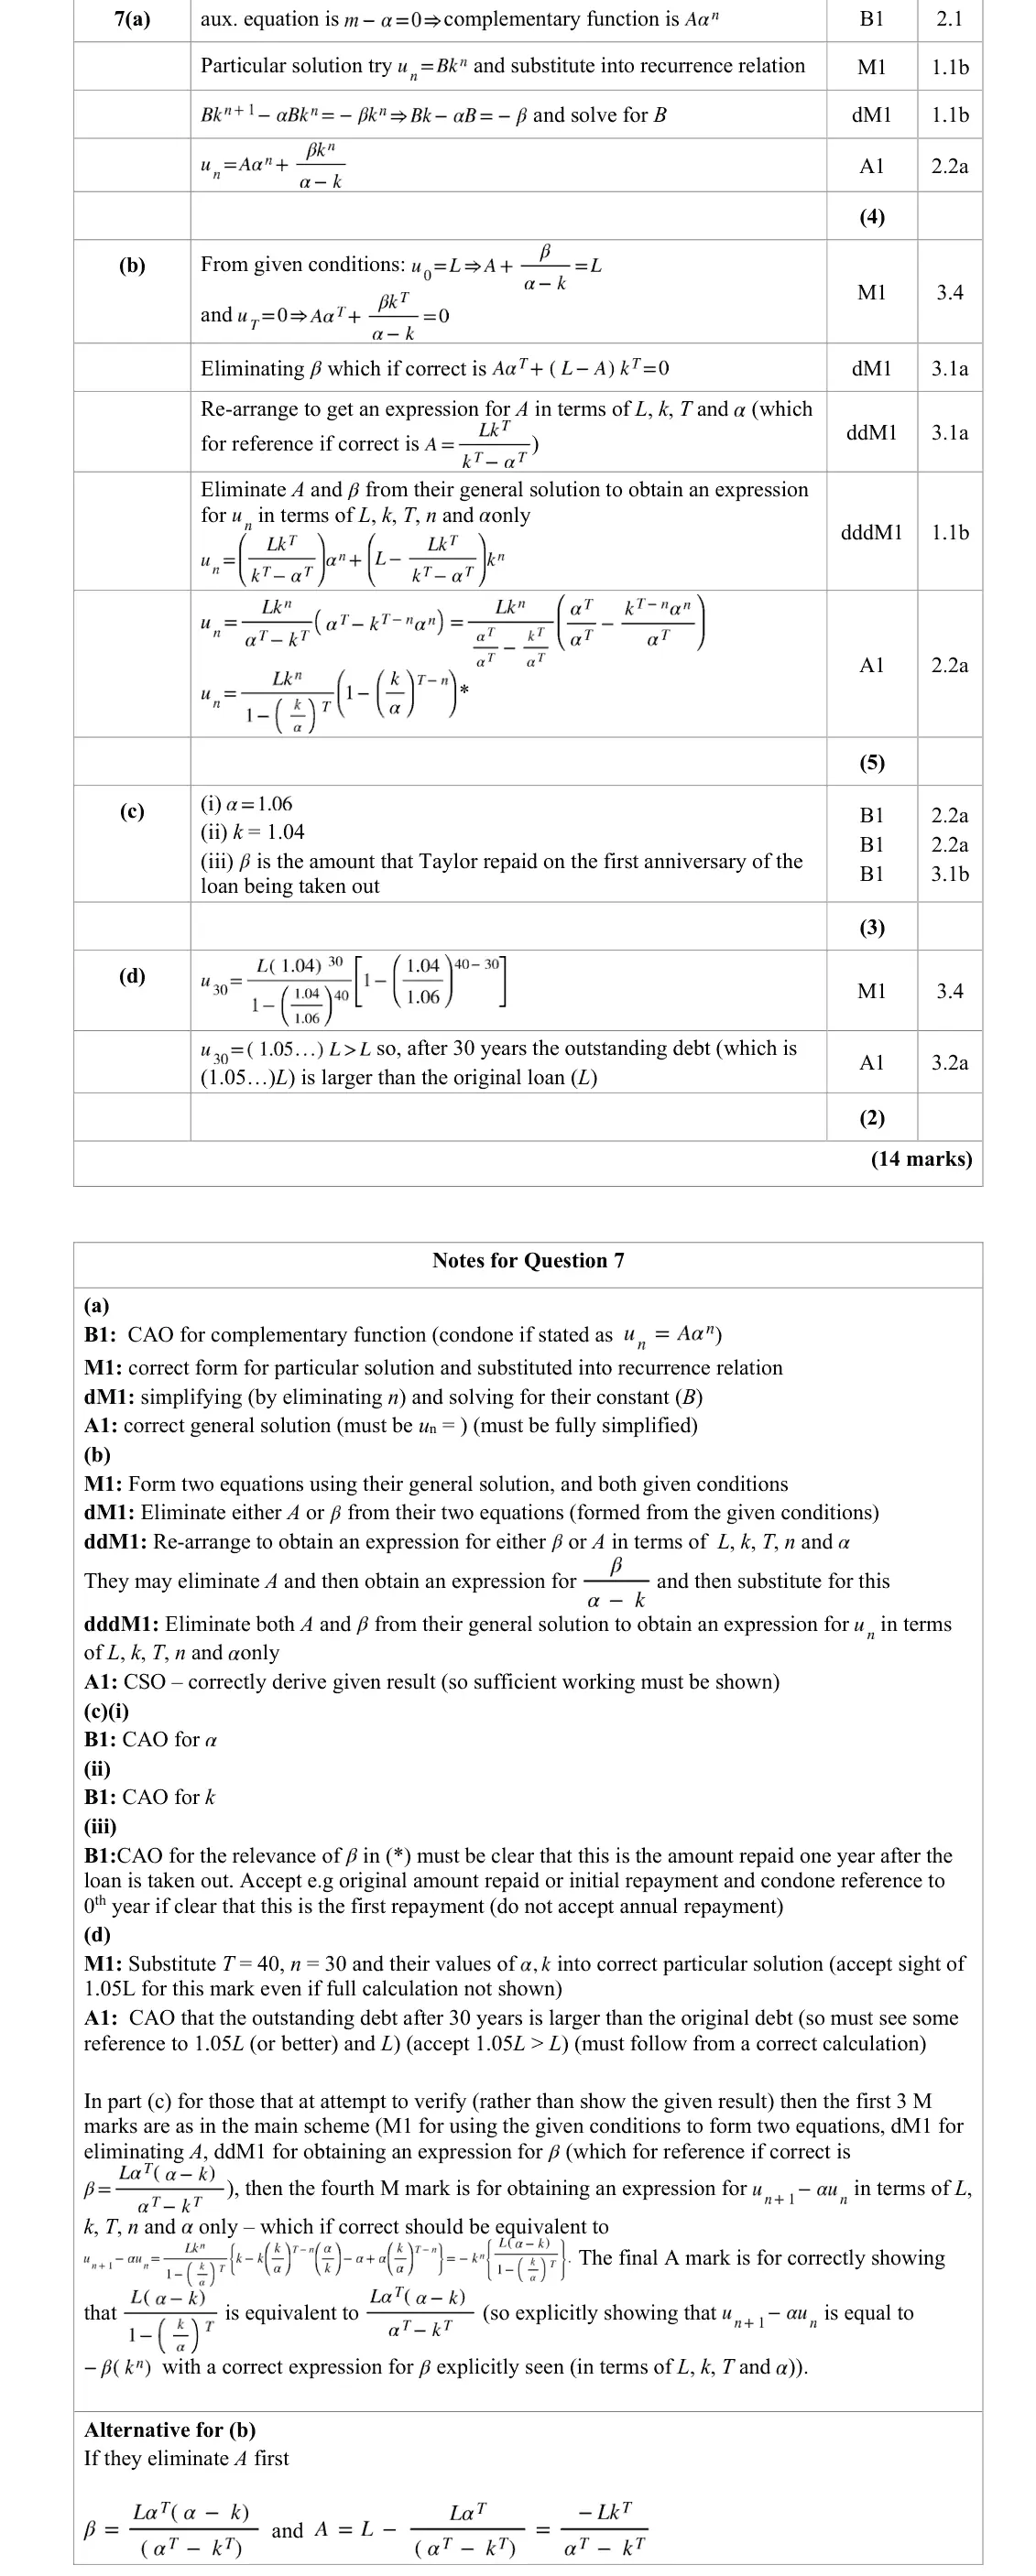 7(a) aux. equation is m − α = 0 ⇒ complementary function is Aαⁿ B1 2.1
Particular solution try u_n = Bkⁿ and substitute into recurrence relation M1 1.1b
Bk^(n+1) − αBkⁿ = − βkⁿ ⇒ Bk − αB = − β and solve for B dM1 1.1b
u_n = Aαⁿ + βkⁿ/(α − k) A1 2.2a
(4)
(b) From given conditions: u_0 = L ⇒ A + β/(α − k) = L
and u_T = 0 ⇒ Aα^T + βk^T/(α − k) = 0 M1 3.4
Eliminating β which if correct is Aα^T + ( L − A) k^T = 0 dM1 3.1a
Re-arrange to get an expression for A in terms of L, k, T and α (which
for reference if correct is A = Lk^T/(k^T − α^T)) ddM1 3.1a
Eliminate A and β from their general solution to obtain an expression
for u_n in terms of L, k, T, n and αonly
u_n = (Lk^T/(k^T − α^T))αⁿ + (L − Lk^T/(k^T − α^T))kⁿ dddM1 1.1b
u_n = Lkⁿ/(α^T − k^T) (α^T − k^(T−n)αⁿ) = Lkⁿ/(α^T/α^T − k^T/α^T) (α^T/α^T − k^(T−n)αⁿ/α^T)
u_n = Lkⁿ/(1 − (k/α)^T) (1 − (k/α)^(T−n))* A1 2.2a
(5)
(c) (i) α = 1.06 B1 2.2a
(ii) k = 1.04 B1 2.2a
(iii) β is the amount that Taylor repaid on the first anniversary of the B1 3.1b
loan being taken out
(3)
(d) u_30 = L( 1.04)^30/(1 − (1.04/1.06)^40) [1 − (1.04/1.06)^(40−30)] M1 3.4
u_30 = ( 1.05…) L > L so, after 30 years the outstanding debt (which is
(1.05…)L) is larger than the original loan (L) A1 3.2a
(2)
(14 marks)
Notes for Question 7
(a)
B1: CAO for complementary function (condone if stated as u_n = Aαⁿ)
M1: correct form for particular solution and substituted into recurrence relation
dM1: simplifying (by eliminating n) and solving for their constant (B)
A1: correct general solution (must be u_n = ) (must be fully simplified)
(b)
M1: Form two equations using their general solution, and both given conditions
dM1: Eliminate either A or β from their two equations (formed from the given conditions)
ddM1: Re-arrange to obtain an expression for either β or A in terms of L, k, T, n and α
They may eliminate A and then obtain an expression for β/(α − k) and then substitute for this
dddM1: Eliminate both A and β from their general solution to obtain an expression for u_n in terms
of L, k, T, n and αonly
A1: CSO – correctly derive given result (so sufficient working must be shown)
(c)(i)
B1: CAO for α
(ii)
B1: CAO for k
(iii)
B1:CAO for the relevance of β in (*) must be clear that this is the amount repaid one year after the
loan is taken out. Accept e.g original amount repaid or initial repayment and condone reference to
0th year if clear that this is the first repayment (do not accept annual repayment)
(d)
M1: Substitute T = 40, n = 30 and their values of α, k into correct particular solution (accept sight of
1.05L for this mark even if full calculation not shown)
A1: CAO that the outstanding debt after 30 years is larger than the original debt (so must see some
reference to 1.05L (or better) and L) (accept 1.05L > L) (must follow from a correct calculation)
In part (c) for those that at attempt to verify (rather than show the given result) then the first 3 M
marks are as in the main scheme (M1 for using the given conditions to form two equations, dM1 for
eliminating A, ddM1 for obtaining an expression for β (which for reference if correct is
β = Lα^T( α − k)/(α^T − k^T)), then the fourth M mark is for obtaining an expression for u_(n+1) − αu_n in terms of L,
k, T, n and α only – which if correct should be equivalent to
u_(n+1) − αu_n = Lkⁿ/(1 − (k/α)^T) {k − k(k/α)^(T−n)(α/k) − α + α(k/α)^(T−n)} = − kⁿ{L(α − k)/(1 − (k/α)^T)}. The final A mark is for correctly showing
that L( α − k)/(1 − (k/α)^T) is equivalent to Lα^T( α − k)/(α^T − k^T) (so explicitly showing that u_(n+1) − αu_n is equal to
− β( kⁿ) with a correct expression for β explicitly seen (in terms of L, k, T and α)).
Alternative for (b)
If they eliminate A first
β = Lα^T( α − k)/( α^T − k^T) and A = L − Lα^T/( α^T − k^T) = − Lk^T/(α^T − k^T)